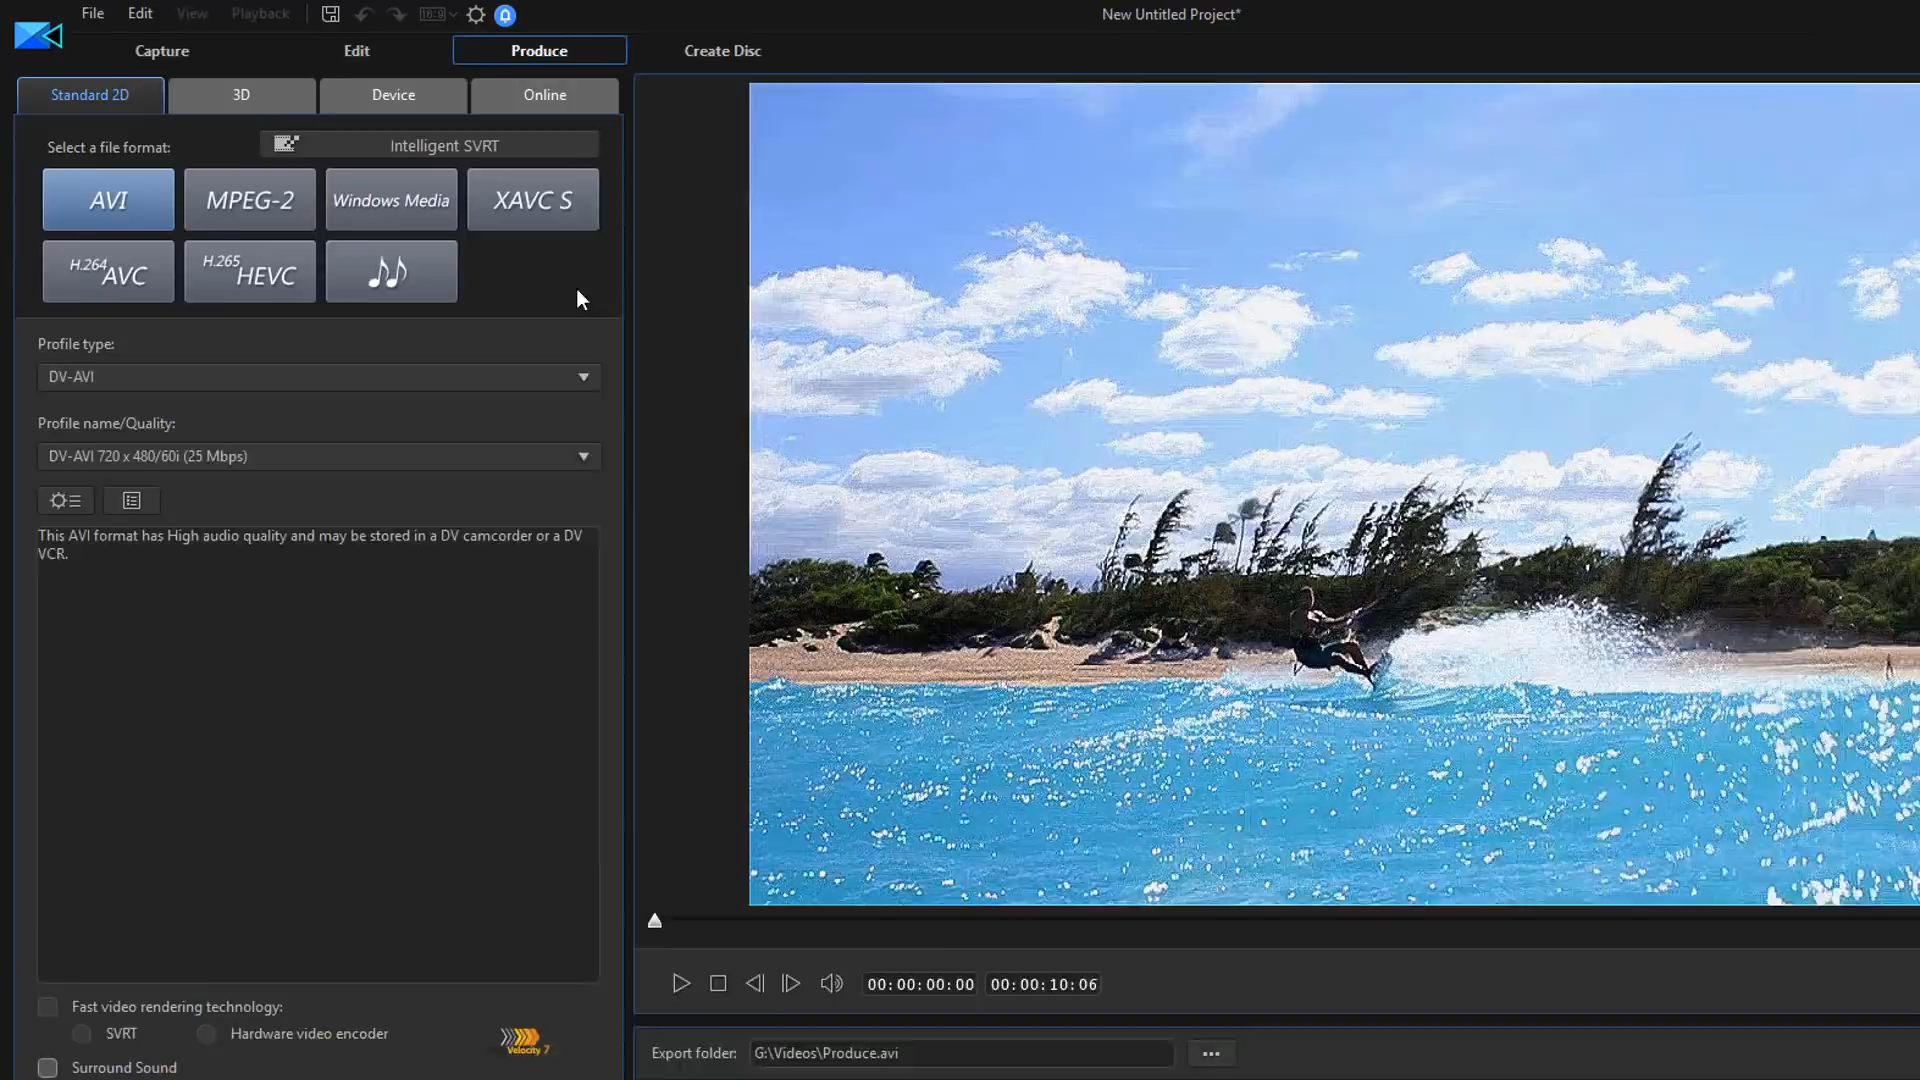 File Edit View Playback 16:9 New Untitled Project*
Capture Edit Produce Create Disc
Standard 2D 3D Device Online
Select a file format: Intelligent SVRT
AVI MPEG-2 Windows Media XAVC S
H.264 AVC H.265 HEVC
Profile type:
DV-AVI
Profile name/Quality:
DV-AVI 720 x 480/60i (25 Mbps)
This AVI format has High audio quality and may be stored in a DV camcorder or a DV
VCR.
00:00:00:00 00:00:10:06
Fast video rendering technology:
SVRT Hardware video encoder Velocity 7
Export folder: G:\Videos\Produce.avi ...
Surround Sound